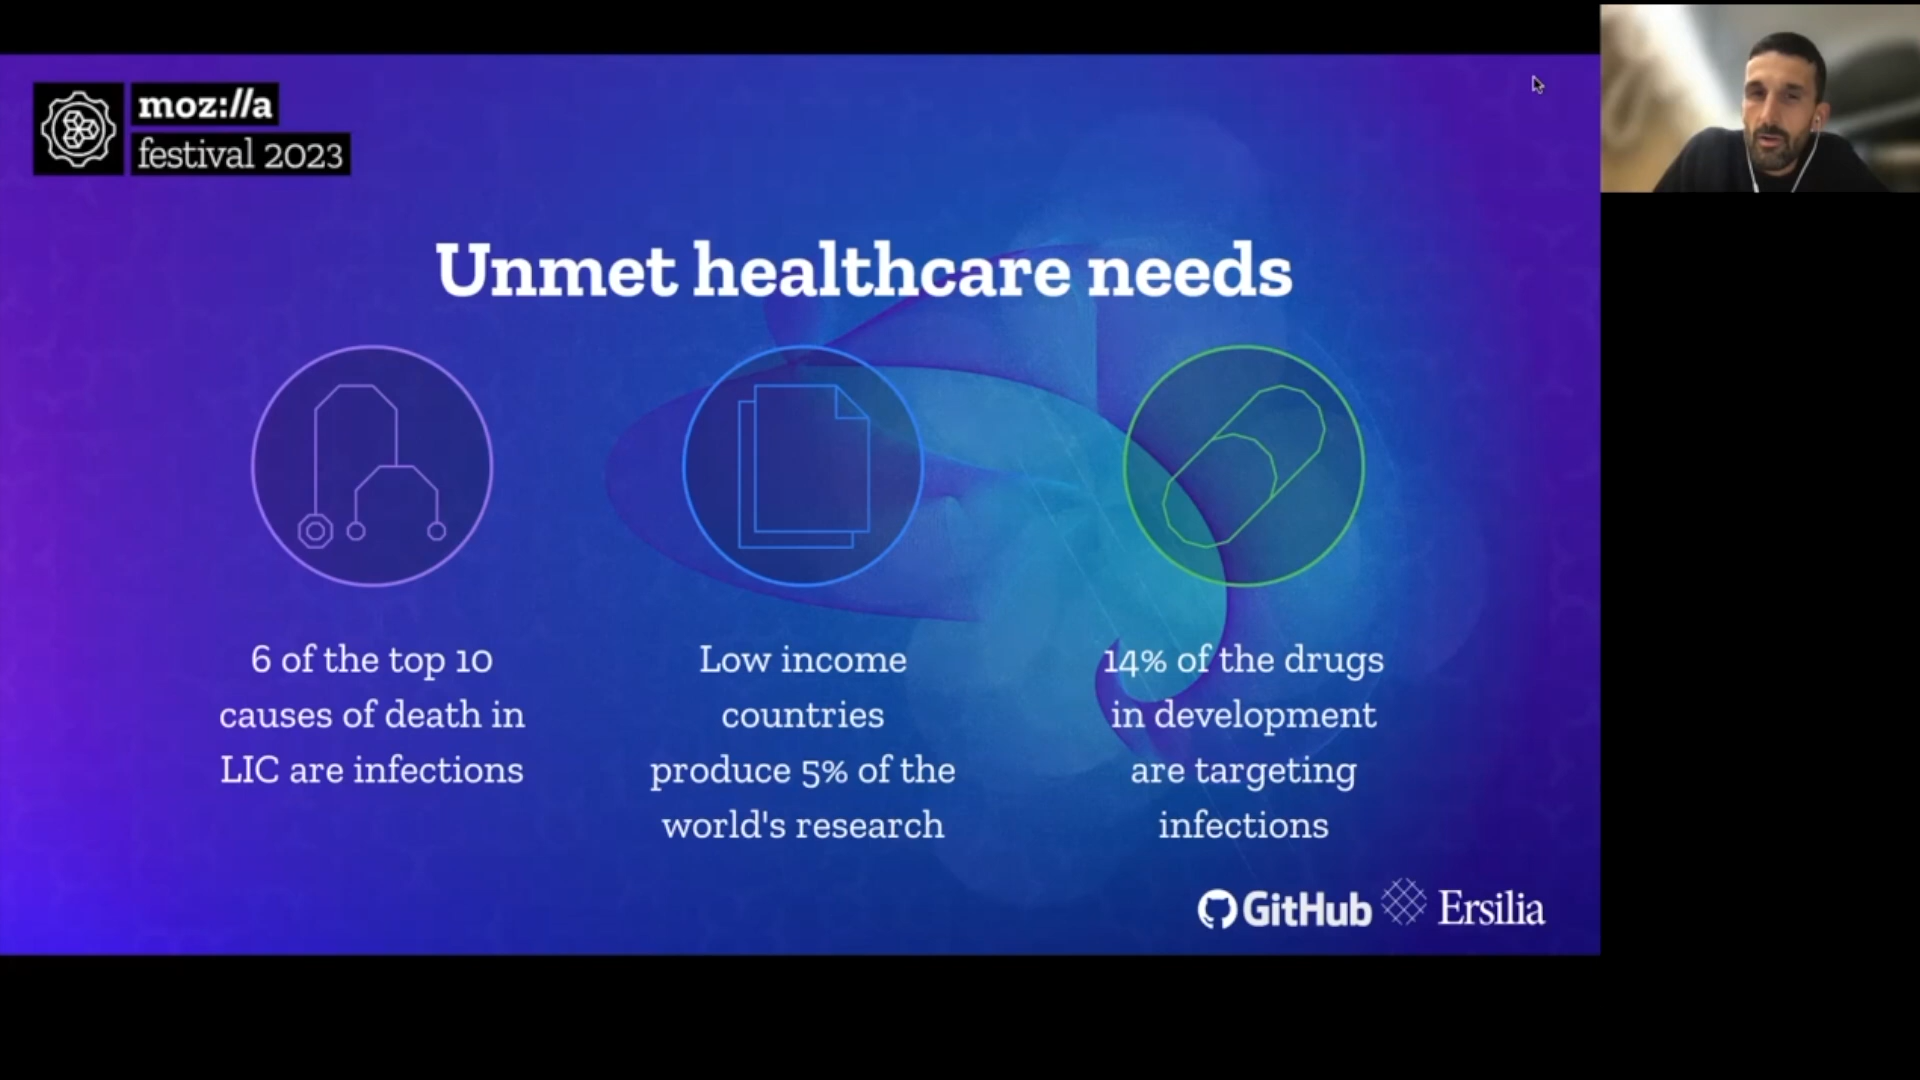 moz://a
festival 2023
Unmet healthcare needs
6 of the top 10
causes of death in
LIC are infections
Low income
countries
produce 5% of the
world's research
14% of the drugs
in development
are targeting
infections
GitHub
Ersilia